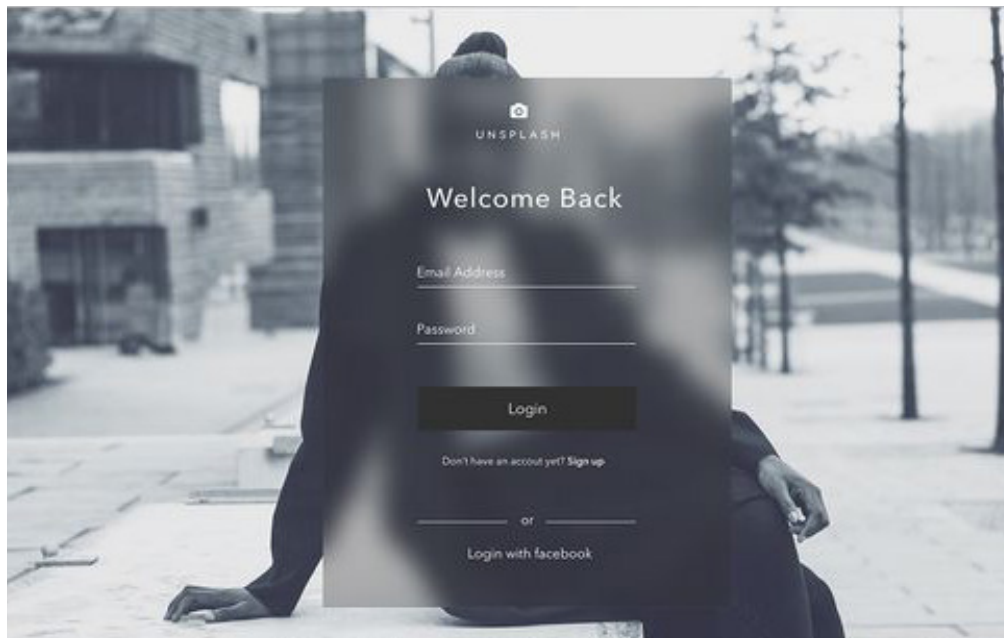 UNSPLASH
Welcome Back
Email Address
Password
Login
Don't have an accout yet? Sign up
or
Login with facebook